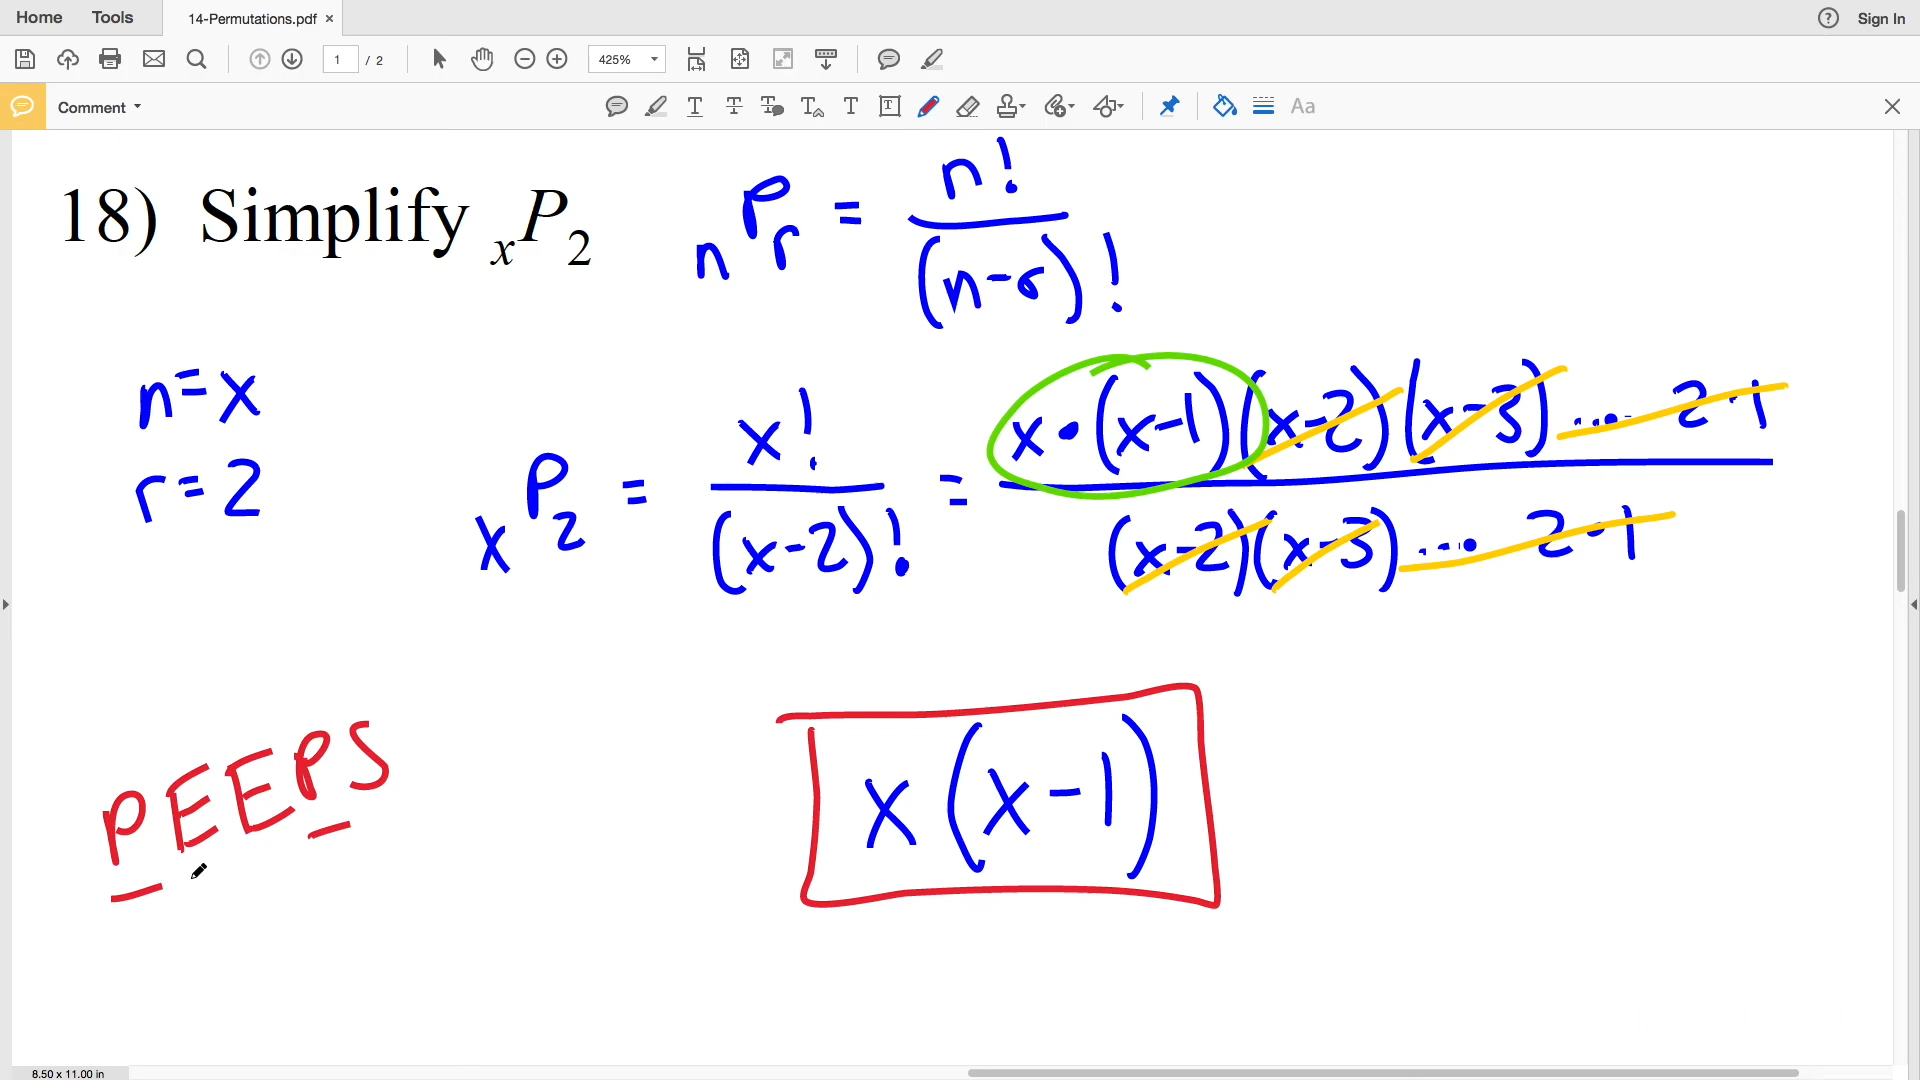 Home Tools 14-Permutations.pdf × ? Sign In
1 / 2 425%
Comment T T T T T T Aa
18) Simplify xP2
nPr = n! / (n-r)!
n=x
r=2
xP2 = x! / (x-2)! = x·(x-1)(x-2)(x-3)....2·1 / (x-2)(x-3)....2·1
PEEPS
x(x-1)
8.50 x 11.00 in